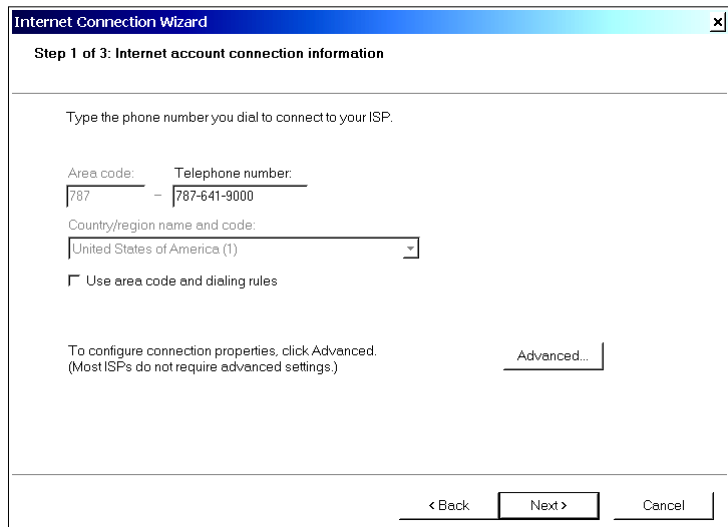 Internet Connection Wizard
Step 1 of 3: Internet account connection information
Type the phone number you dial to connect to your ISP.
Area code: Telephone number:
787 - 787-641-9000
Country/region name and code:
United States of America (1)
Use area code and dialing rules
To configure connection properties, click Advanced.
(Most ISPs do not require advanced settings.)
Advanced...
< Back Next > Cancel